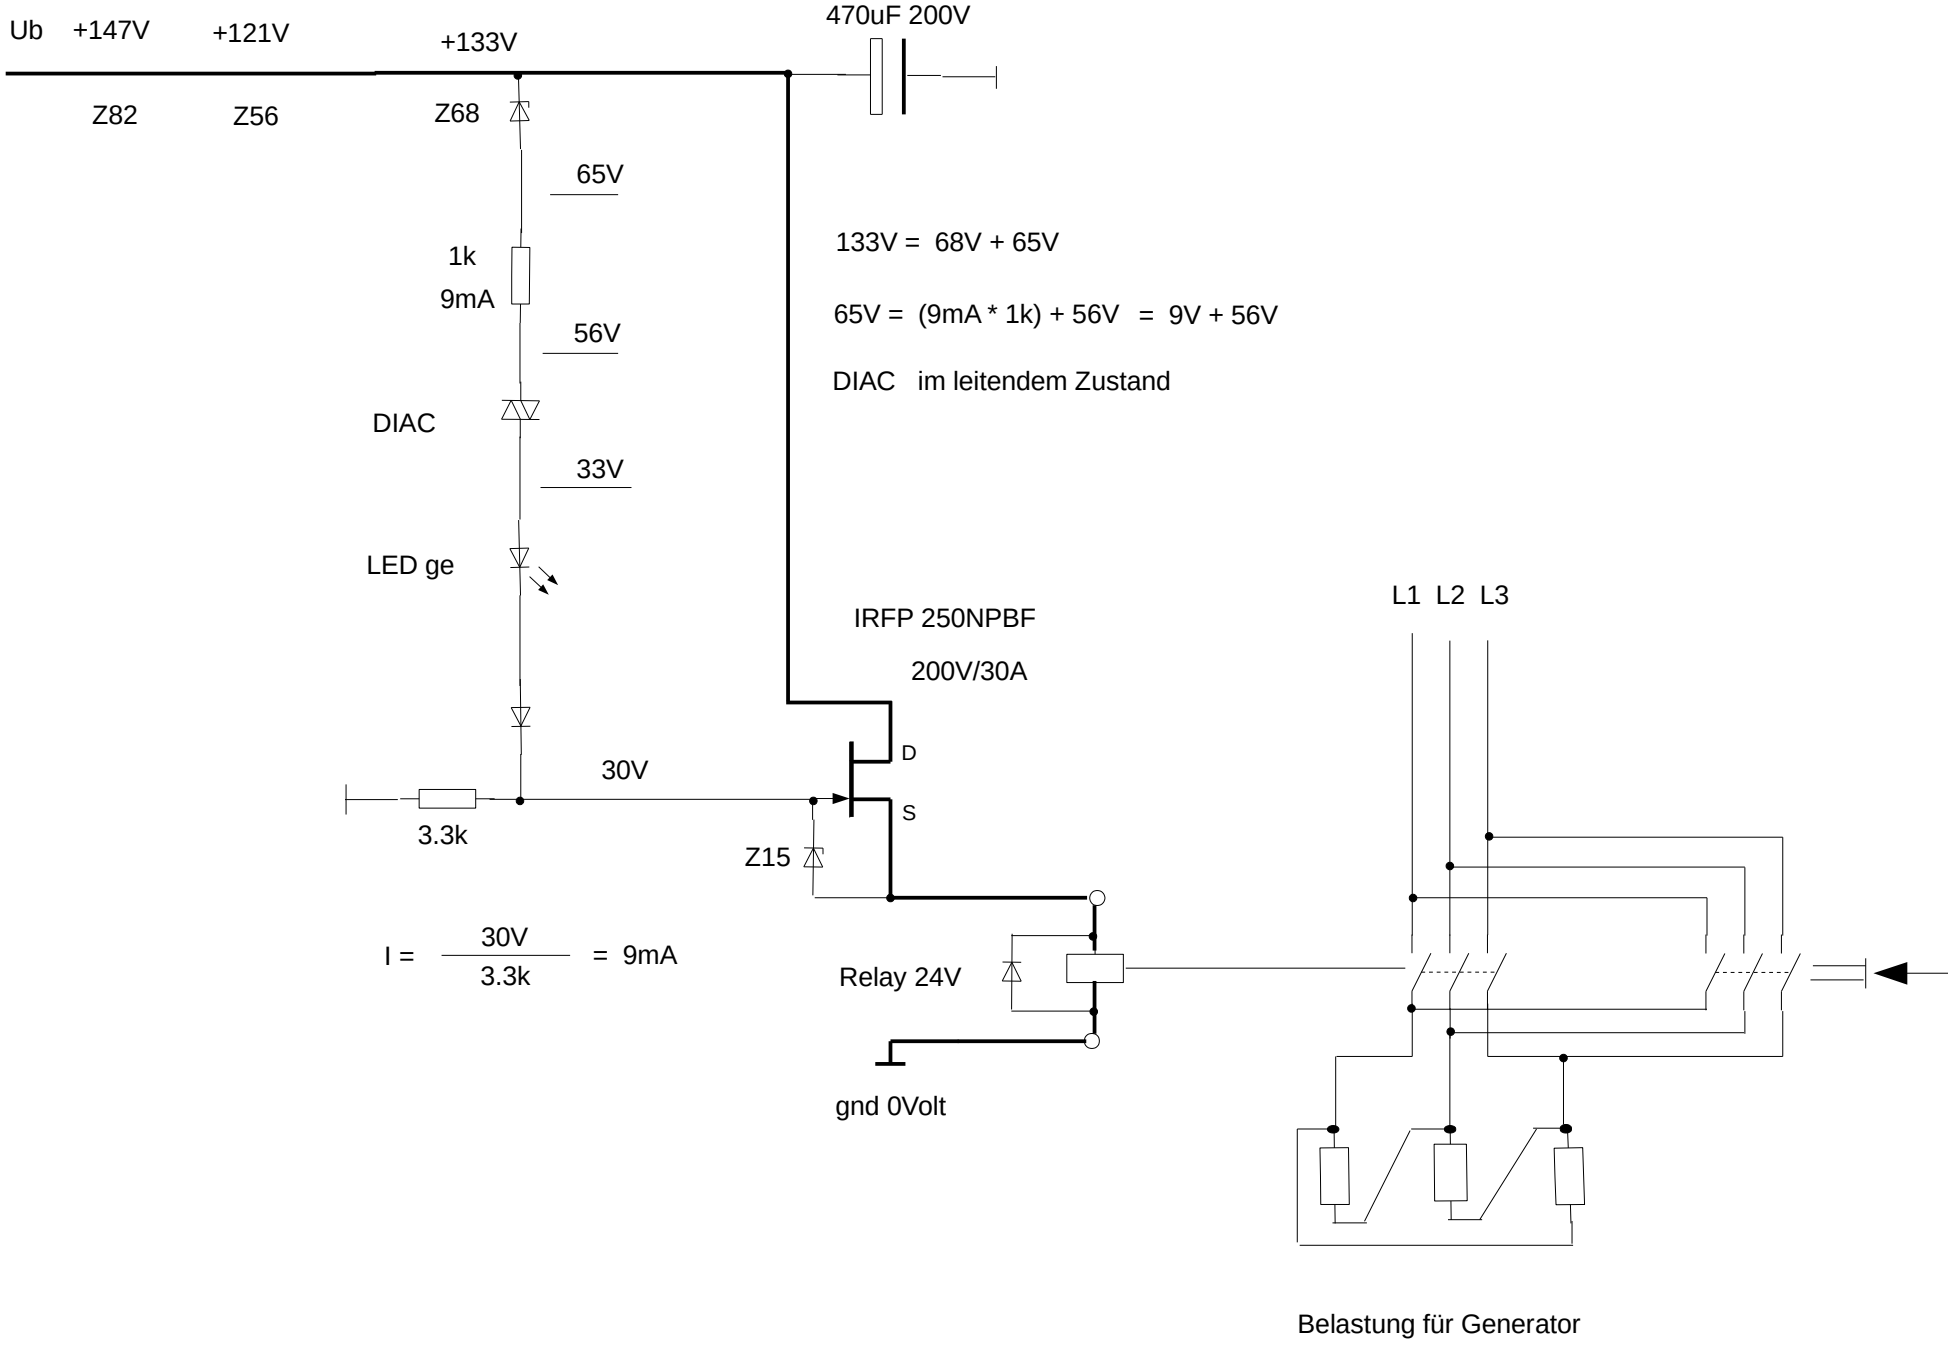 470uF 200V
Ub +147V +121V +133V
Z82 Z56 Z68
65V
133V = 68V + 65V
1k
9mA
65V = (9mA * 1k) + 56V = 9V + 56V
56V
DIAC im leitendem Zustand
DIAC
33V
LED ge
L1 L2 L3
IRFP 250NPBF
200V/30A
D
30V
S
3.3k
Z15
I = 30V
3.3k
= 9mA
Relay 24V
gnd 0Volt
Belastung für Generator